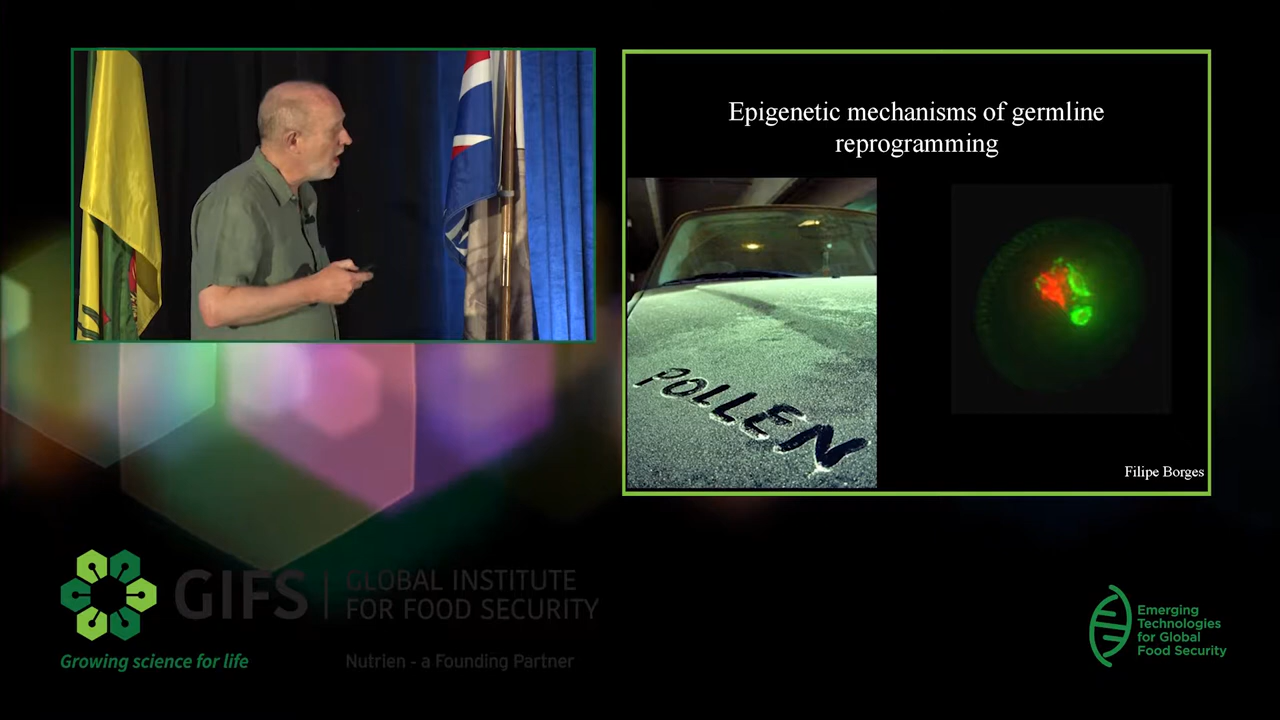 Epigenetic mechanisms of germline
reprogramming
POLLEN
Filipe Borges
GIFS
GLOBAL INSTITUTE
FOR FOOD SECURITY
Growing science for life
Nutrien - a Founding Partner
Emerging
Technologies
for Global
Food Security